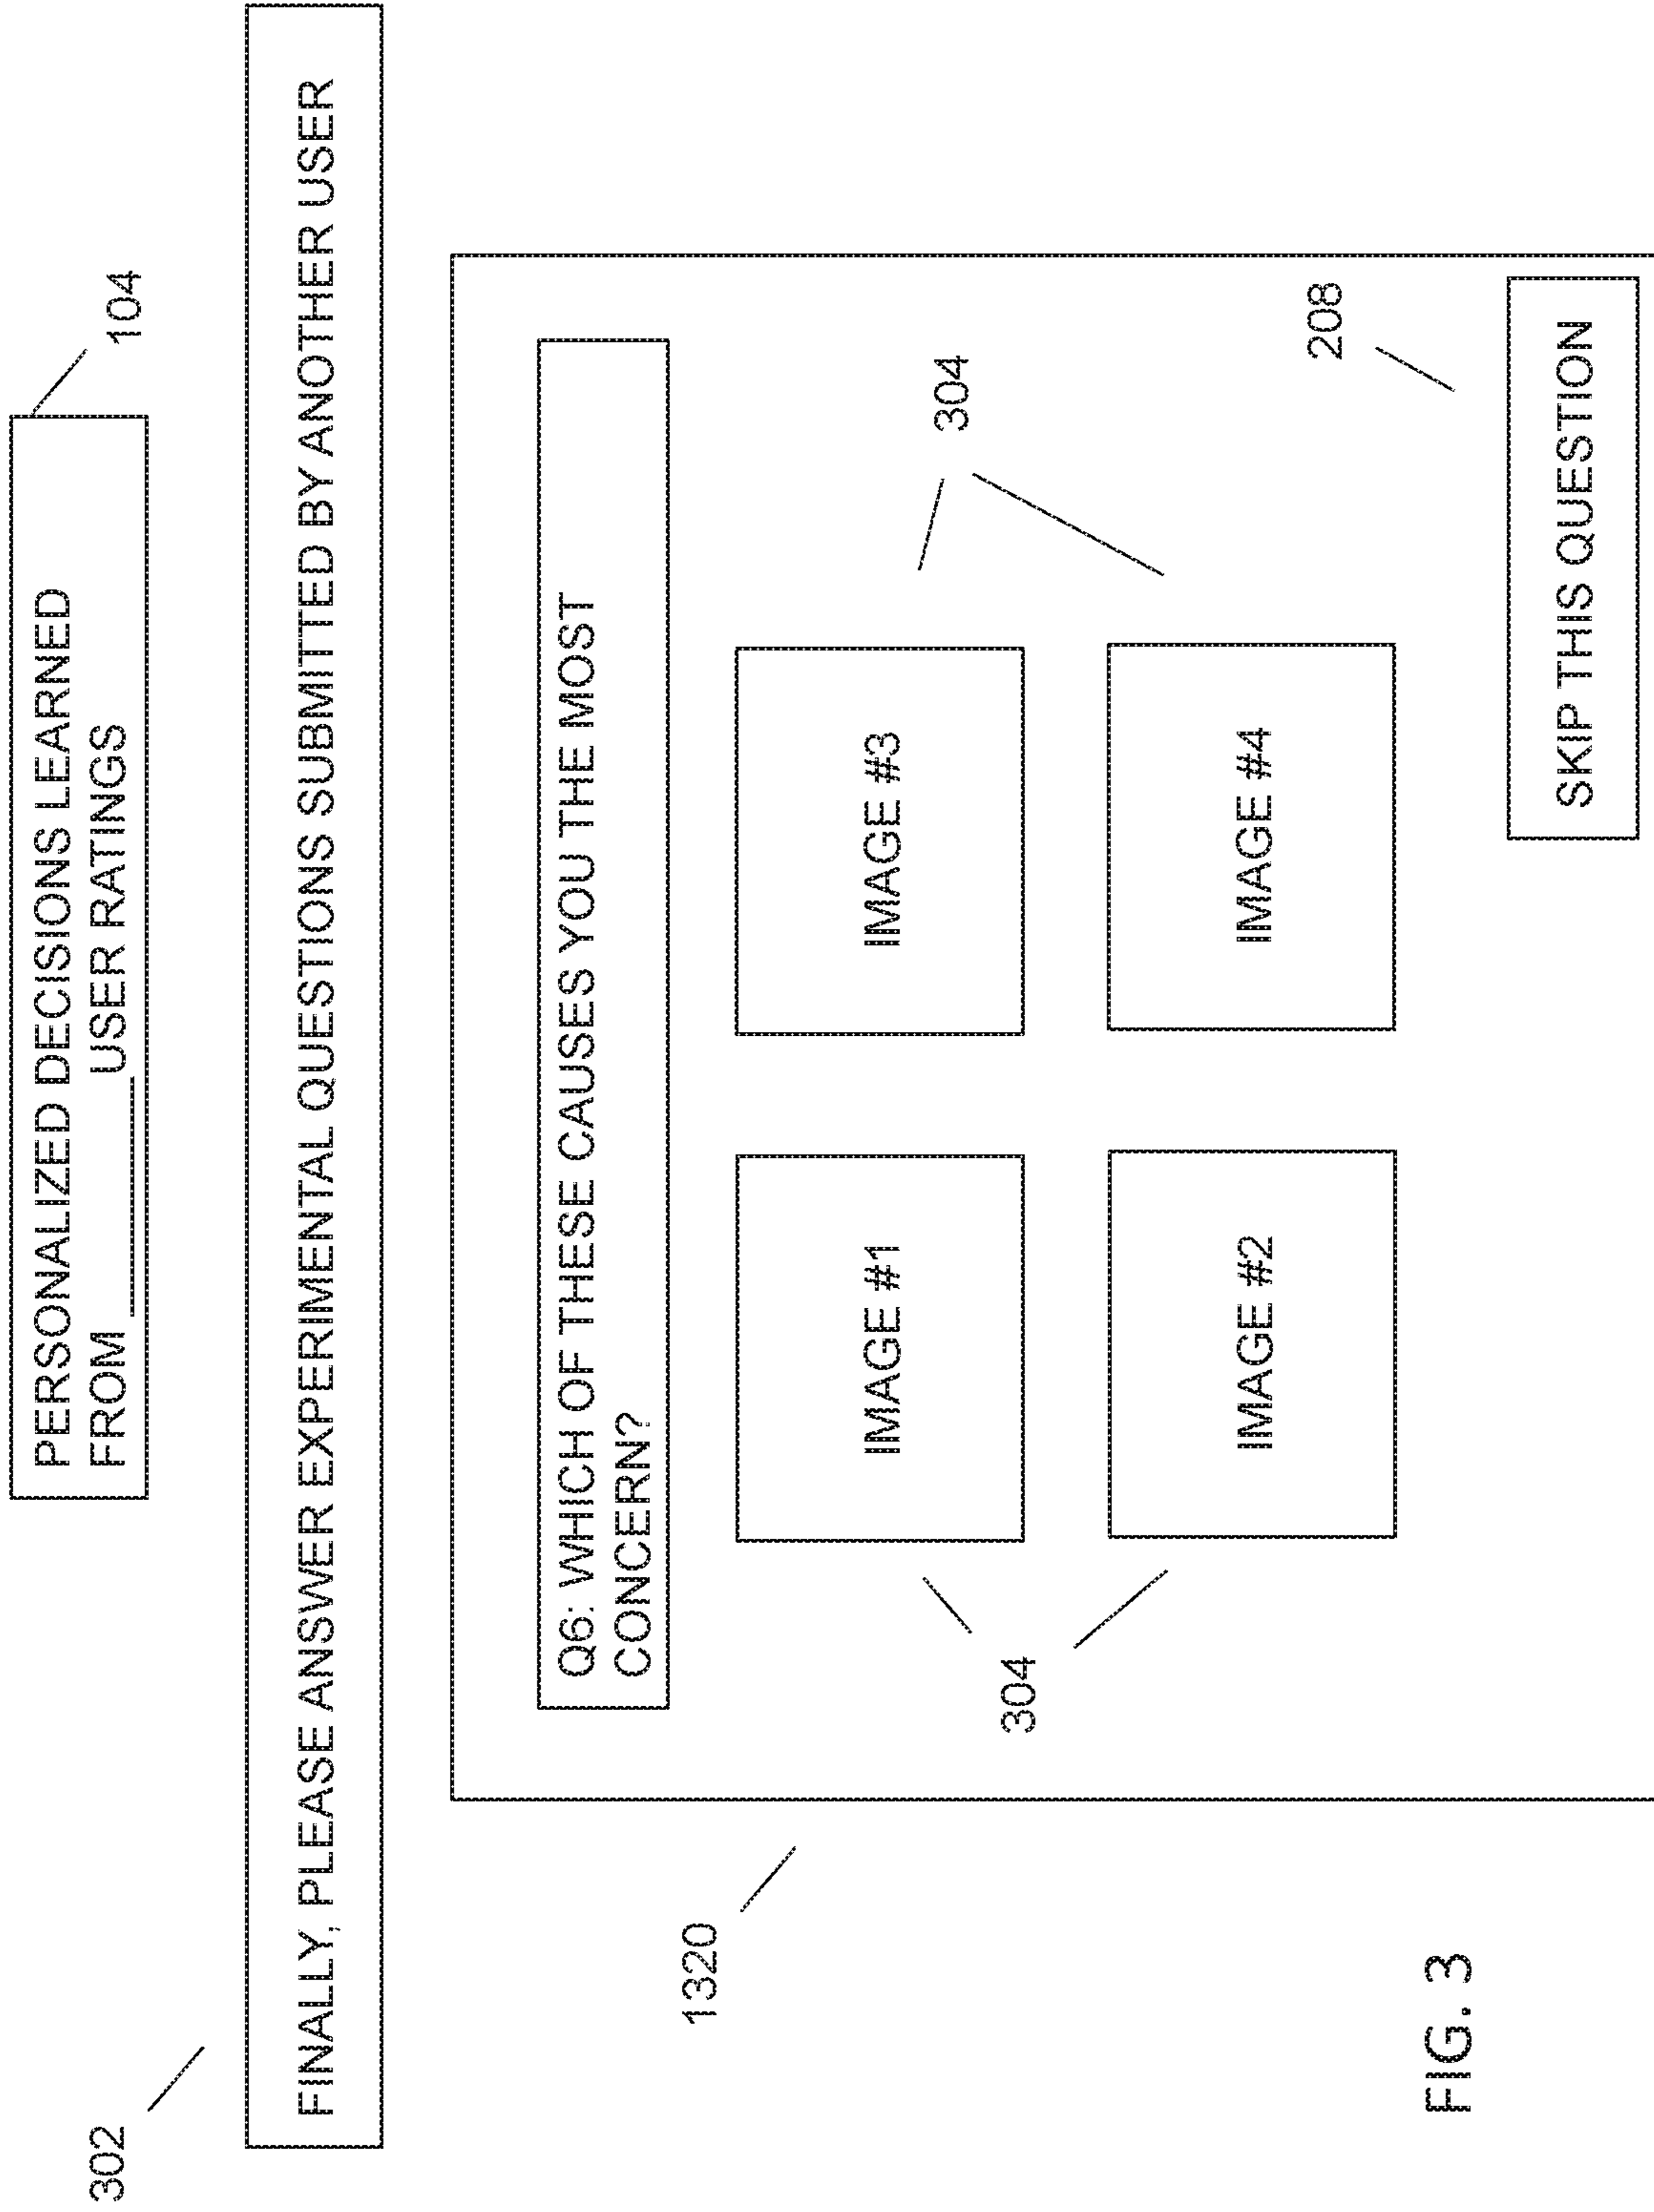 PERSONALIZED DECISIONS LEARNED
FROM ________ USER RATINGS
104
302
FINALLY, PLEASE ANSWER EXPERIMENTAL QUESTIONS SUBMITTED BY ANOTHER USER
1320
Q6: WHICH OF THESE CAUSES YOU THE MOST
CONCERN?
IMAGE #1
IMAGE #3
304
304
IMAGE #2
IMAGE #4
208
SKIP THIS QUESTION
FIG. 3